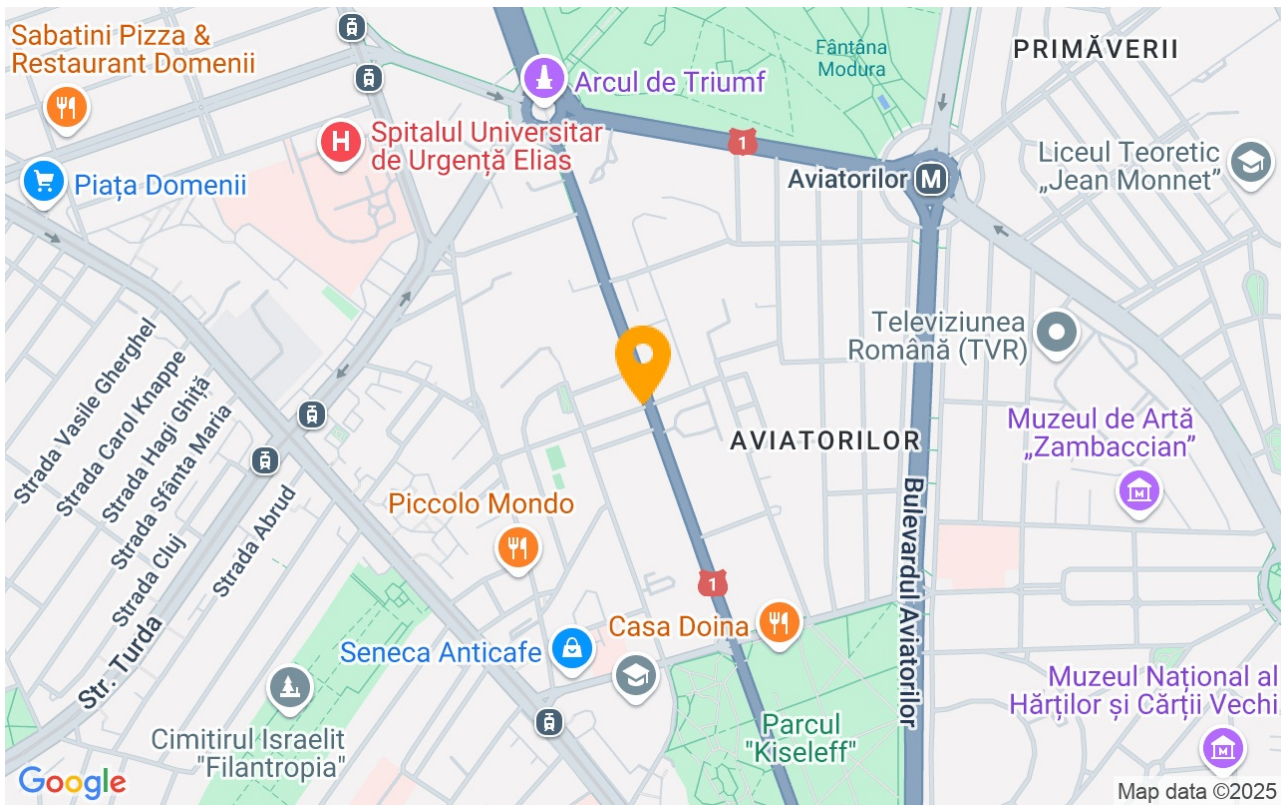 Sabatini Pizza &
Restaurant Domenii
Arcul de Triumf
Fântâna
Modura
PRIMĂVERII
H
Spitalul Universitar
de Urgență Elias
1
Piața Domenii
Aviatorilor
M
Liceul Teoretic
„Jean Monnet”
Televiziunea
Română (TVR)
Strada Vasile Gherghel
Strada Carol Knappe
Strada Hagi Ghiță
Strada Sfânta Maria
Strada Cluj
Strada Abrud
Str. Turda
AVIATORILOR
Muzeul de Artă
„Zambaccian”
M
Bulevardul Aviatorilor
Piccolo Mondo
1
Casa Doina
Seneca Anticafe
Muzeul Național al
Hărților și Cărții Vechi
M
Parcul
"Kiseleff"
Cimitirul Israelit
"Filantropia"
Google
Map data ©2025